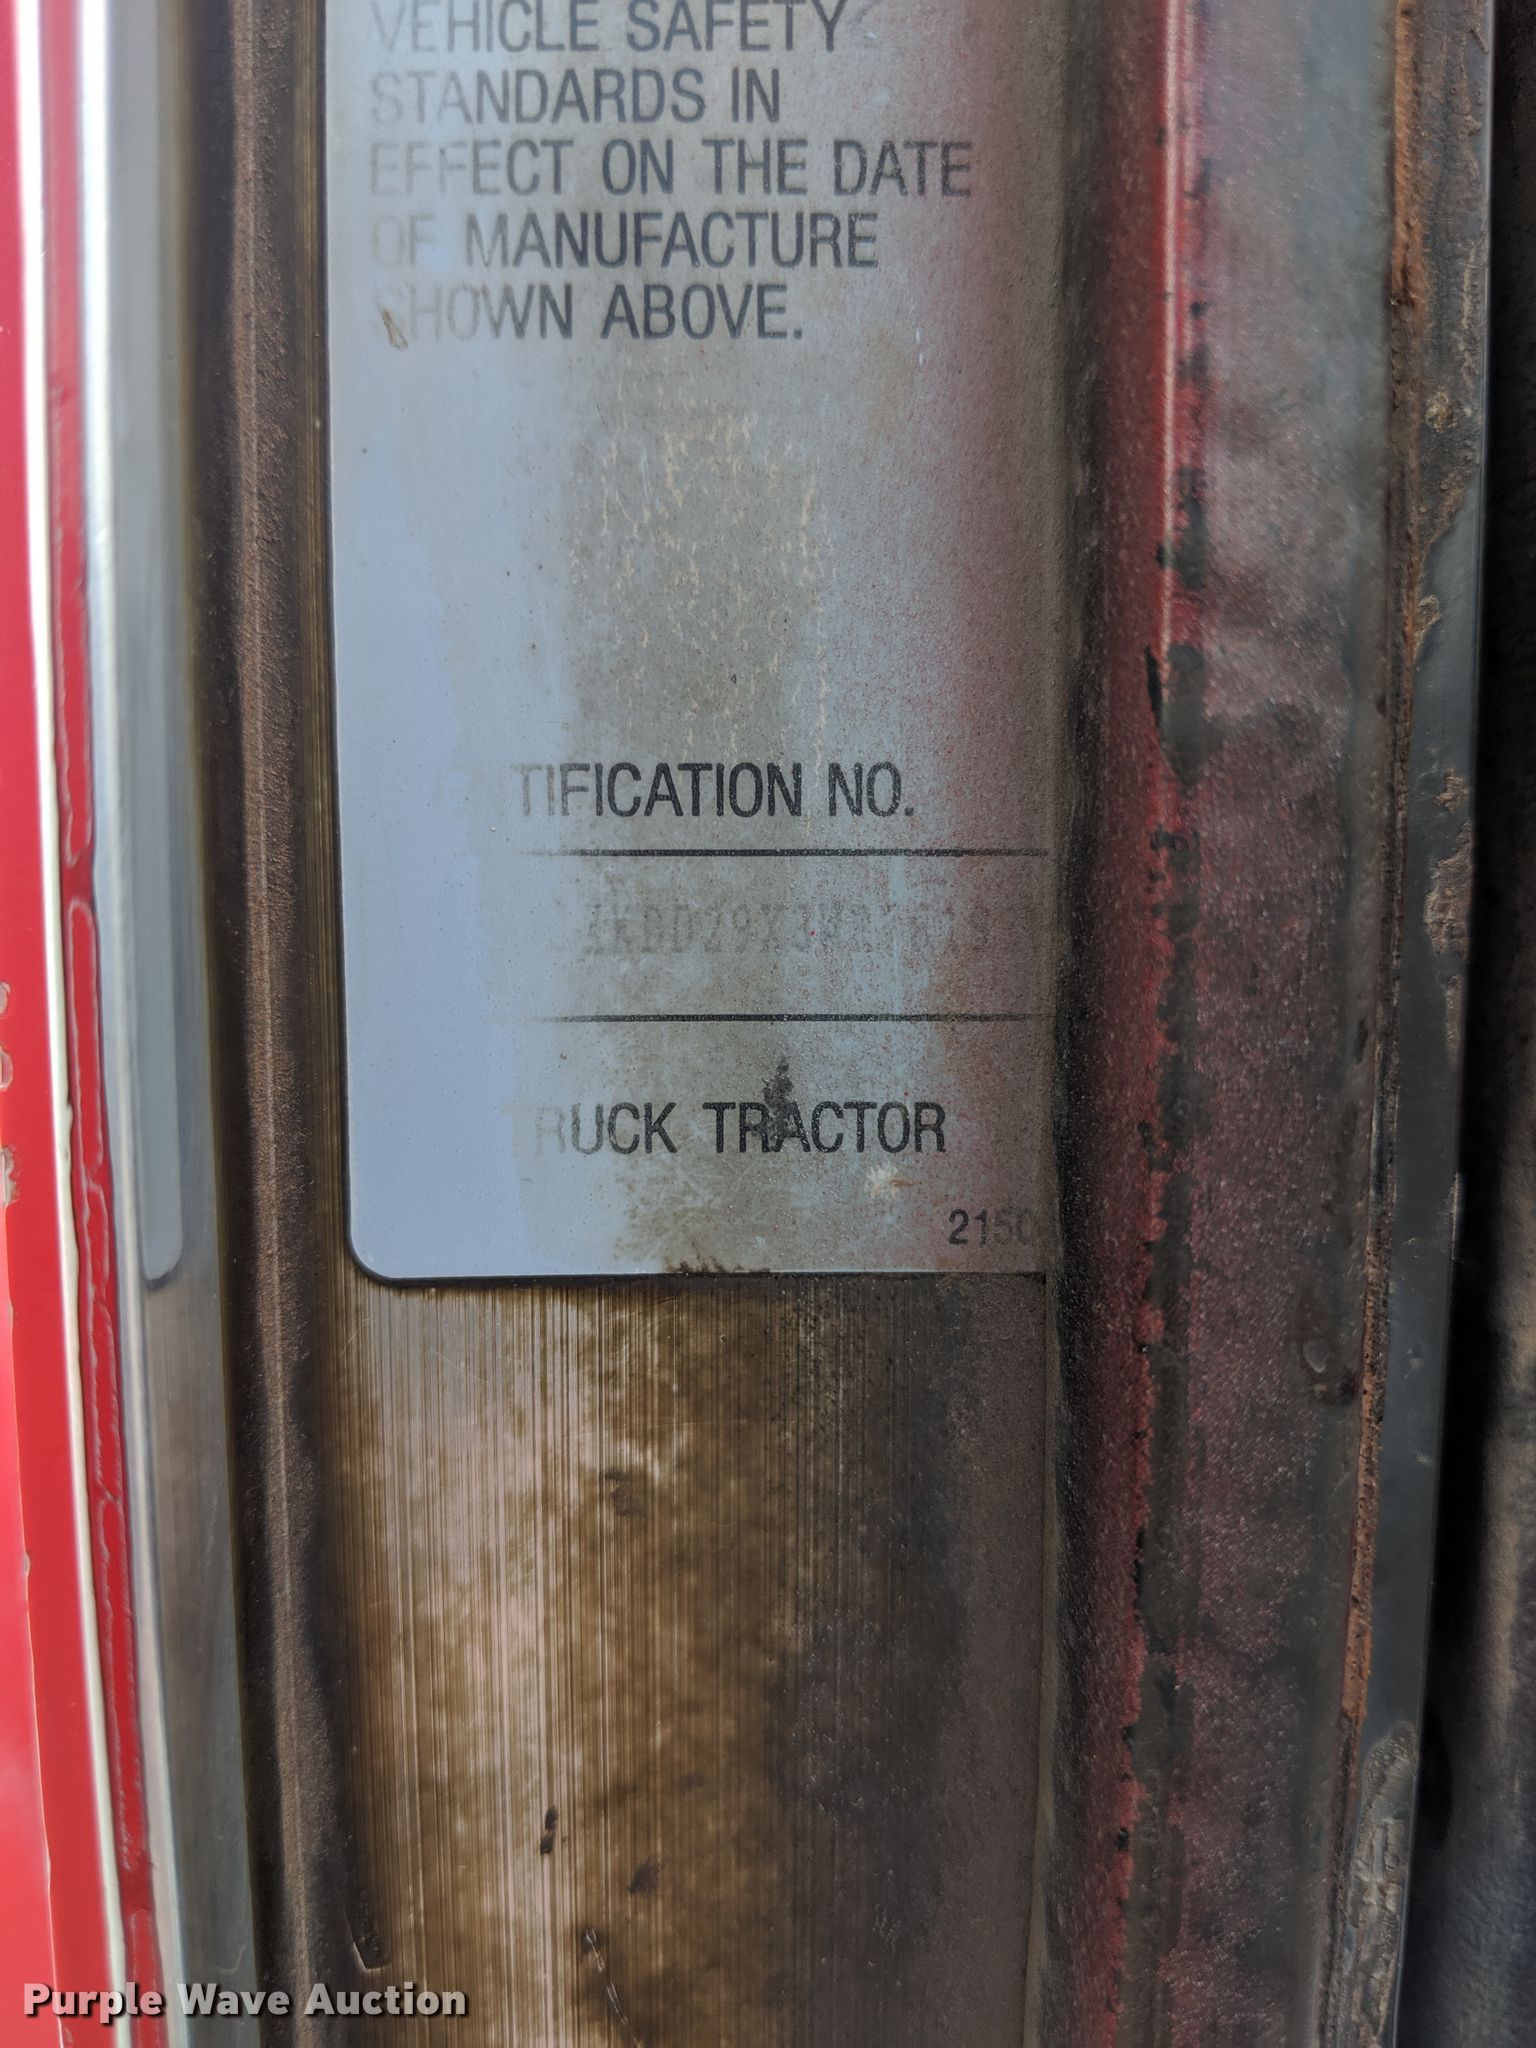 VEHICLE SAFETY
STANDARDS IN
EFFECT ON THE DATE
OF MANUFACTURE
SHOWN ABOVE.
TIFICATION NO.
TRUCK TRACTOR
2150
Purple Wave Auction